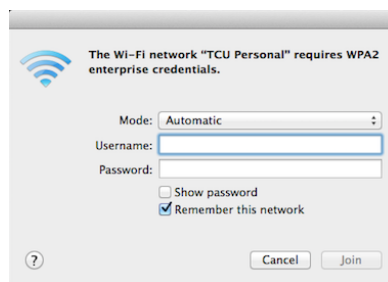 The Wi-Fi network “TCU Personal” requires WPA2
enterprise credentials.
Mode: Automatic
Username:
Password:
Show password
Remember this network
? Cancel Join